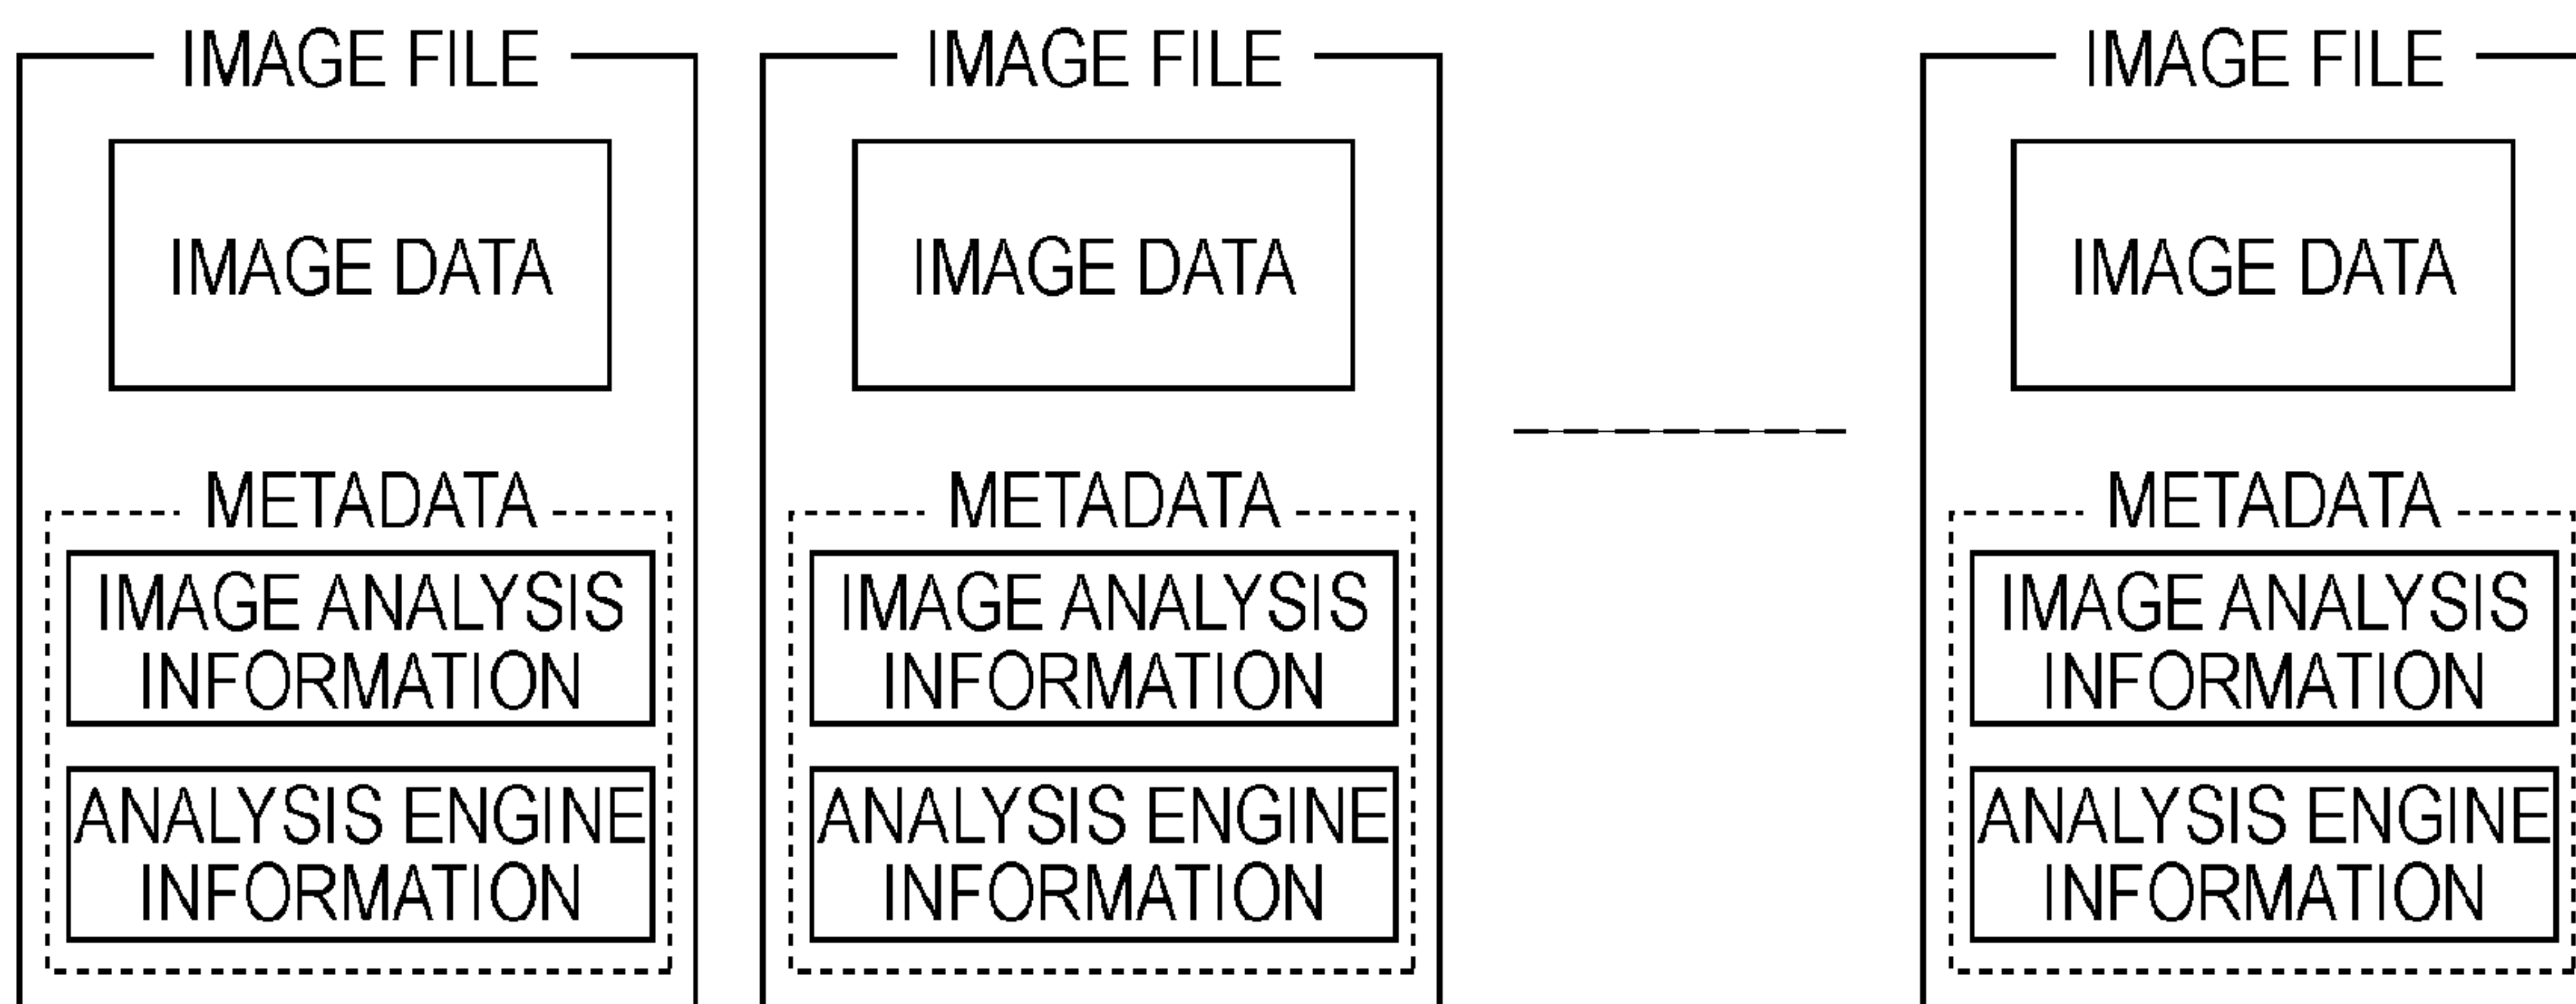 IMAGE FILE
IMAGE DATA
METADATA
IMAGE ANALYSIS
INFORMATION
ANALYSIS ENGINE
INFORMATION
IMAGE FILE
IMAGE DATA
METADATA
IMAGE ANALYSIS
INFORMATION
ANALYSIS ENGINE
INFORMATION
IMAGE FILE
IMAGE DATA
METADATA
IMAGE ANALYSIS
INFORMATION
ANALYSIS ENGINE
INFORMATION